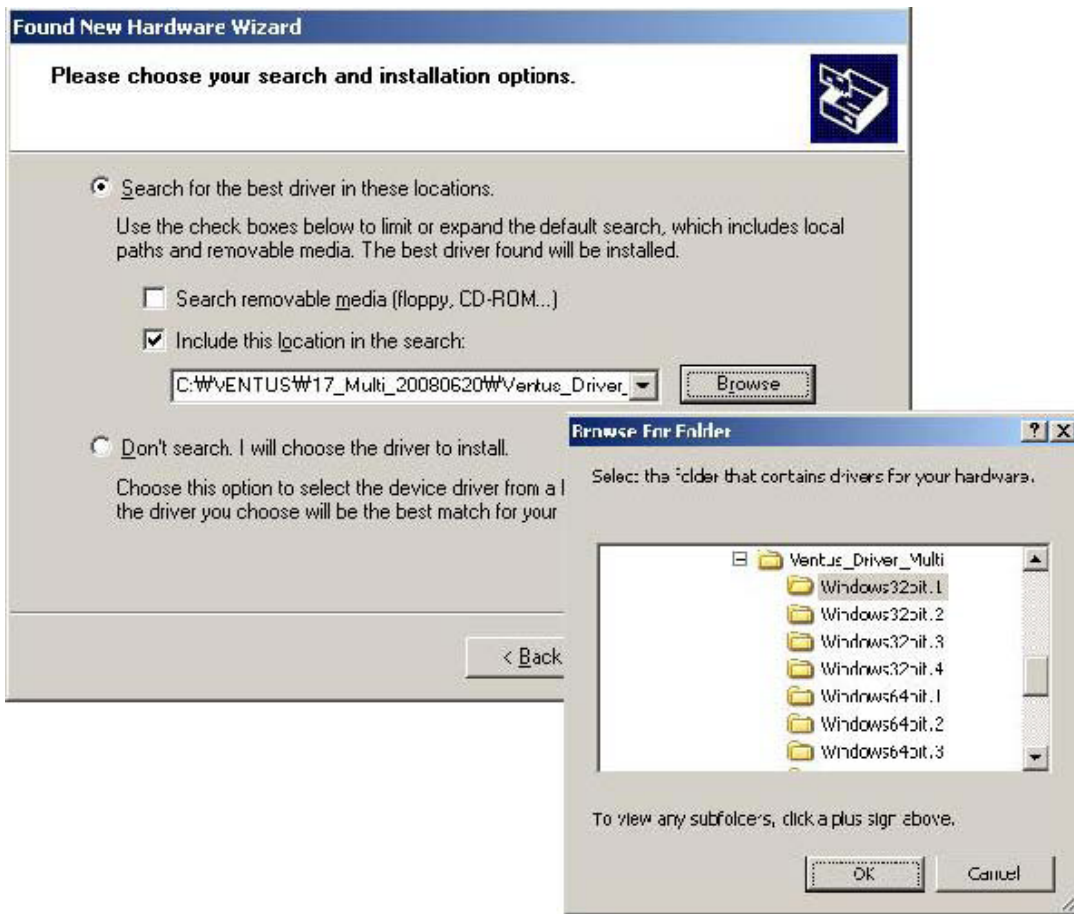 Found New Hardware Wizard
Please choose your search and installation options.
Search for the best driver in these locations.
Use the check boxes below to limit or expand the default search, which includes local
paths and removable media. The best driver found will be installed.
Search removable media (floppy, CD-ROM...)
Include this location in the search:
C:₩VENTUS₩17_Multi_20080620₩Ventus_Driver_
Browse
Don't search. I will choose the driver to install.
Choose this option to select the device driver from a l
the driver you choose will be the best match for your
< Back
Browse For Folder
Select the folder that contains drivers for your hardware.
Ventus_Driver_Multi
Windows32bit.1
Windows32bit.2
Windows32bit.3
Windows32bit.4
Windows64bit.1
Windows64bit.2
Windows64bit.3
To view any subfolders, click a plus sign above.
OK
Cancel